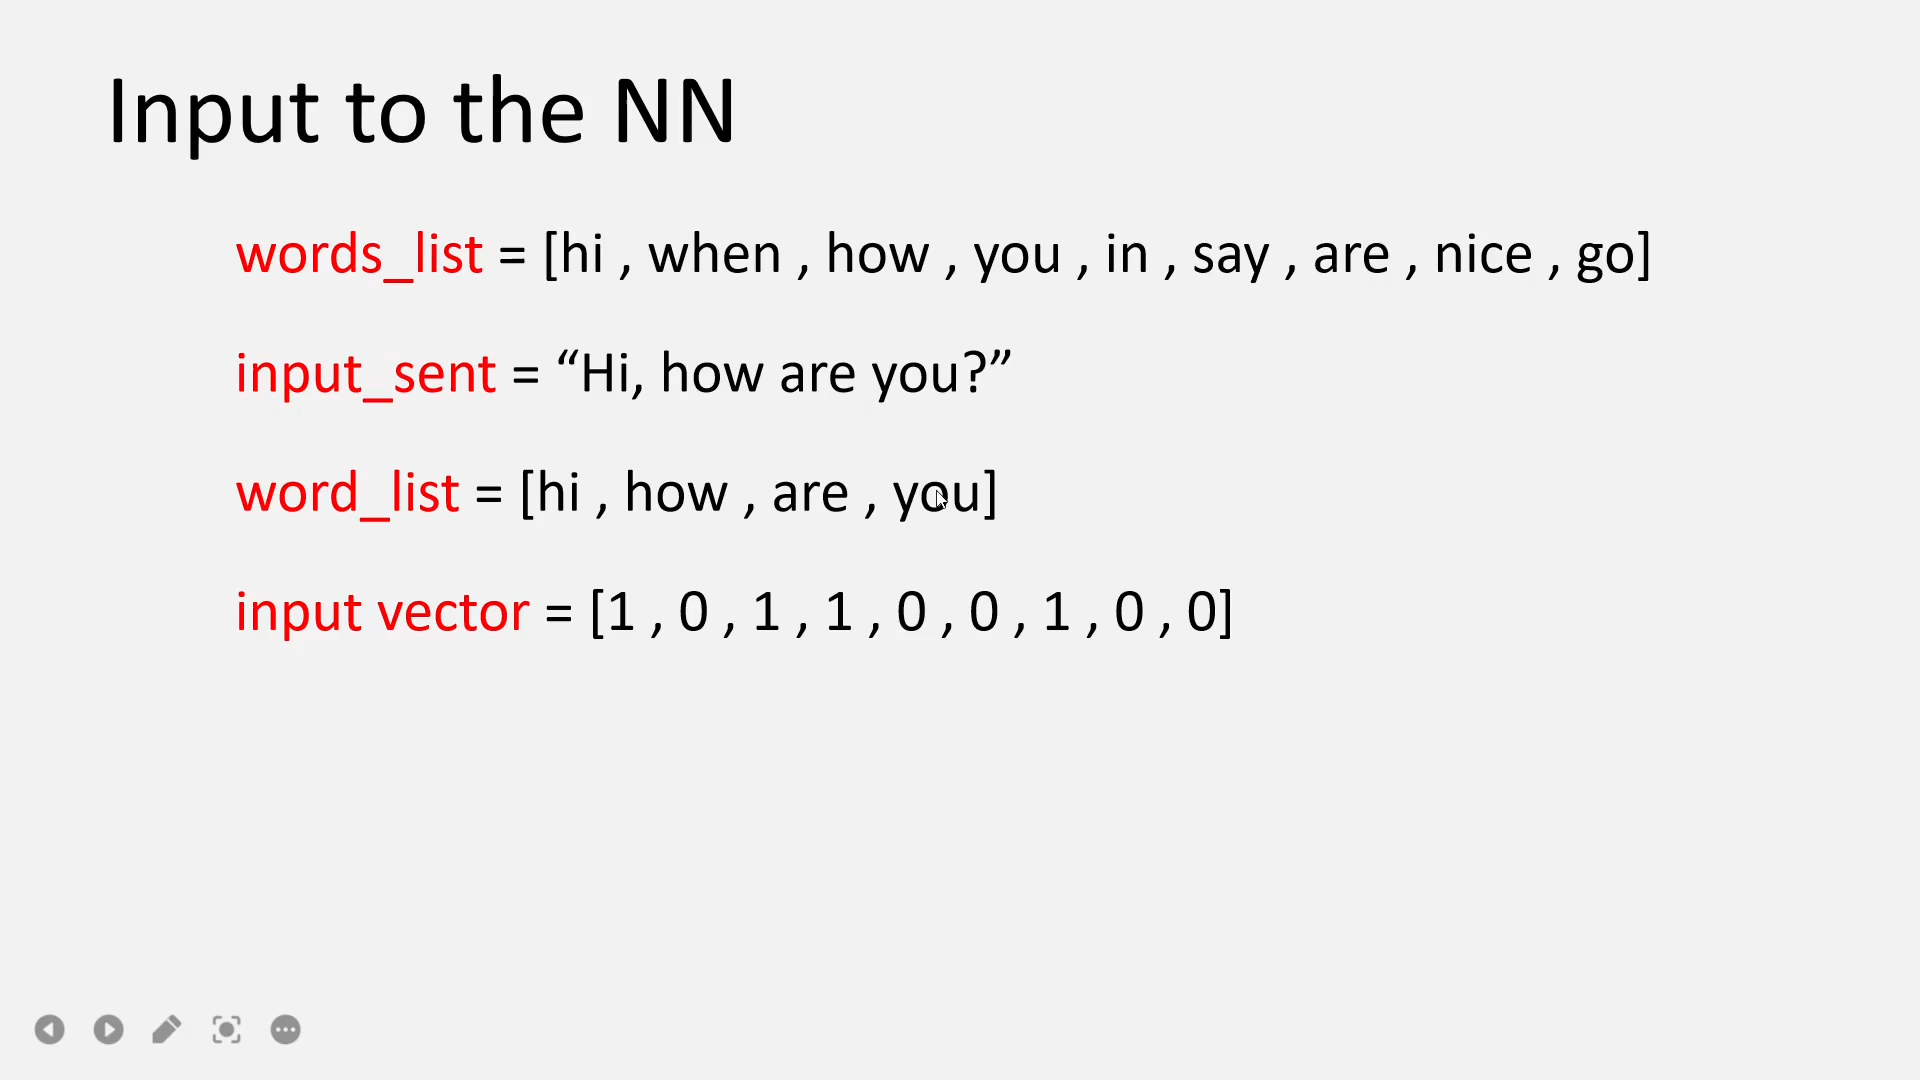 Input to the NN
words_list = [hi , when , how , you , in , say , are , nice , go]
input_sent = “Hi, how are you?”
word_list = [hi , how , are , you]
input vector = [1 , 0 , 1 , 1 , 0 , 0 , 1 , 0 , 0]